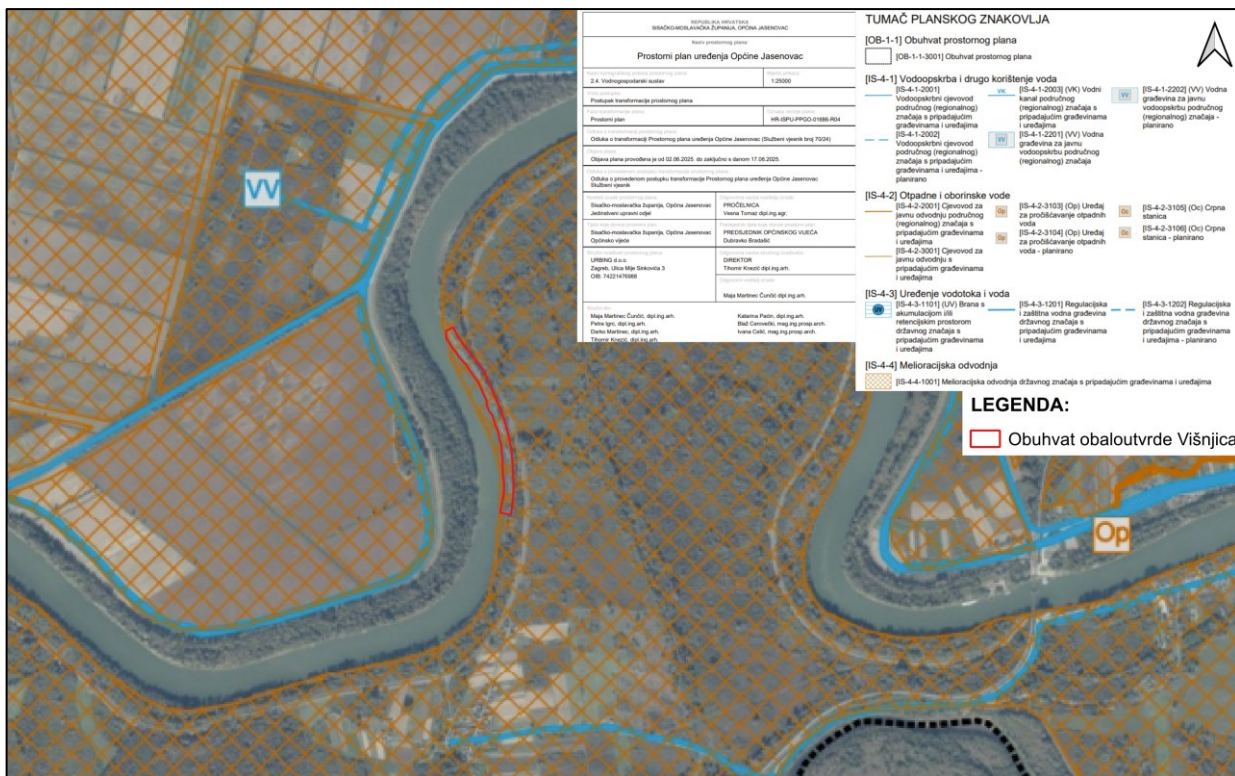 REPUBLIKA HRVATSKA
SISAČKO-MOSLAVAČKA ŽUPANIJA, OPĆINA JASENOVAC
Naziv prostornog plana:
Prostorni plan uređenja Općine Jasenovac
2.4. Vodnogospodarski sustav
1:25000
Postupak transformacije prostornog plana
Prostorni plan
HR-ISPU-PPGO-01686-R04
Odluka o transformaciji Prostornog plana uređenja Općine Jasenovac (Službeni vjesnik broj 70/24)
Objava plana provođena je od 02.06.2025. do zaključno s danom 17.06.2025.
Odluka o provedenom postupku transformacije Prostornog plana uređenja Općine Jasenovac
Službeni vjesnik
Sisačko-moslavačka županija, Općina Jasenovac
Jedinstveni upravni odjel
PROČELNICA
Vesna Tomaz dipl.ing.agr.
Sisačko-moslavačka županija, Općina Jasenovac
Općinsko vijeće
PREDSJEDNIK OPĆINSKOG VIJEĆA
Dubravko Bradašić
URBING d.o.o.
Zagreb, Ulica Mije Sinkovića 3
OIB: 74221476988
DIREKTOR
Tihomir Knezić dipl.ing.arh.
Maja Martinec Čunčić dipl.ing.arh.
Maja Martinec Čunčić, dipl.ing.arh.
Petra Igrc, dipl.ing.arh.
Darko Martinec, dipl.ing.arh.
Tihomir Knezić, dipl.ing.arh.
Katarina Pačin, dipl.ing.arh.
Blaž Cerovečki, mag.ing.prosp.arch.
Ivana Čališ, mag.ing.prosp.arch.
TUMAČ PLANSKOG ZNAKOVLJA
[OB-1-1] Obuhvat prostornog plana
[OB-1-1-3001] Obuhvat prostornog plana
[IS-4-1] Vodoopskrba i drugo korištenje voda
[IS-4-1-2001]
Vodoopskrbni cjevovod
područnog (regionalnog)
značaja s pripadajućim
građevinama i uređajima
[IS-4-1-2002]
Vodoopskrbni cjevovod
područnog (regionalnog)
značaja s pripadajućim
građevinama i uređajima -
planirano
VK
[IS-4-1-2003] (VK) Vodni
kanal područnog
(regionalnog) značaja s
pripadajućim građevinama
i uređajima
VV
[IS-4-1-2201] (VV) Vodna
građevina za javnu
vodoopskrbu područnog
(regionalnog) značaja
VV
[IS-4-1-2202] (VV) Vodna
građevina za javnu
vodoopskrbu područnog
(regionalnog) značaja -
planirano
[IS-4-2] Otpadne i oborinske vode
[IS-4-2-2001] Cjevovod za
javnu odvodnju područnog
(regionalnog) značaja s
pripadajućim građevinama
i uređajima
[IS-4-2-3001] Cjevovod za
javnu odvodnju s
pripadajućim građevinama
i uređajima
Op
[IS-4-2-3103] (Op) Uređaj
za pročišćavanje otpadnih
voda
Op
[IS-4-2-3104] (Op) Uređaj
za pročišćavanje otpadnih
voda - planirano
Oc
[IS-4-2-3105] (Oc) Crpna
stanica
Oc
[IS-4-2-3106] (Oc) Crpna
stanica - planirano
[IS-4-3] Uređenje vodotoka i voda
UV
[IS-4-3-1101] (UV) Brana s
akumulacijom i/ili
retencijskim prostorom
državnog značaja s
pripadajućim građevinama
i uređajima
[IS-4-3-1201] Regulacijska
i zaštitna vodna građevina
državnog značaja s
pripadajućim građevinama
i uređajima
[IS-4-3-1202] Regulacijska
i zaštitna vodna građevina
državnog značaja s
pripadajućim građevinama
i uređajima - planirano
[IS-4-4] Melioracijska odvodnja
[IS-4-4-1001] Melioracijska odvodnja državnog značaja s pripadajućim građevinama i uređajima
LEGENDA:
Obuhvat obaloutvrde Višnjica
VV
Op